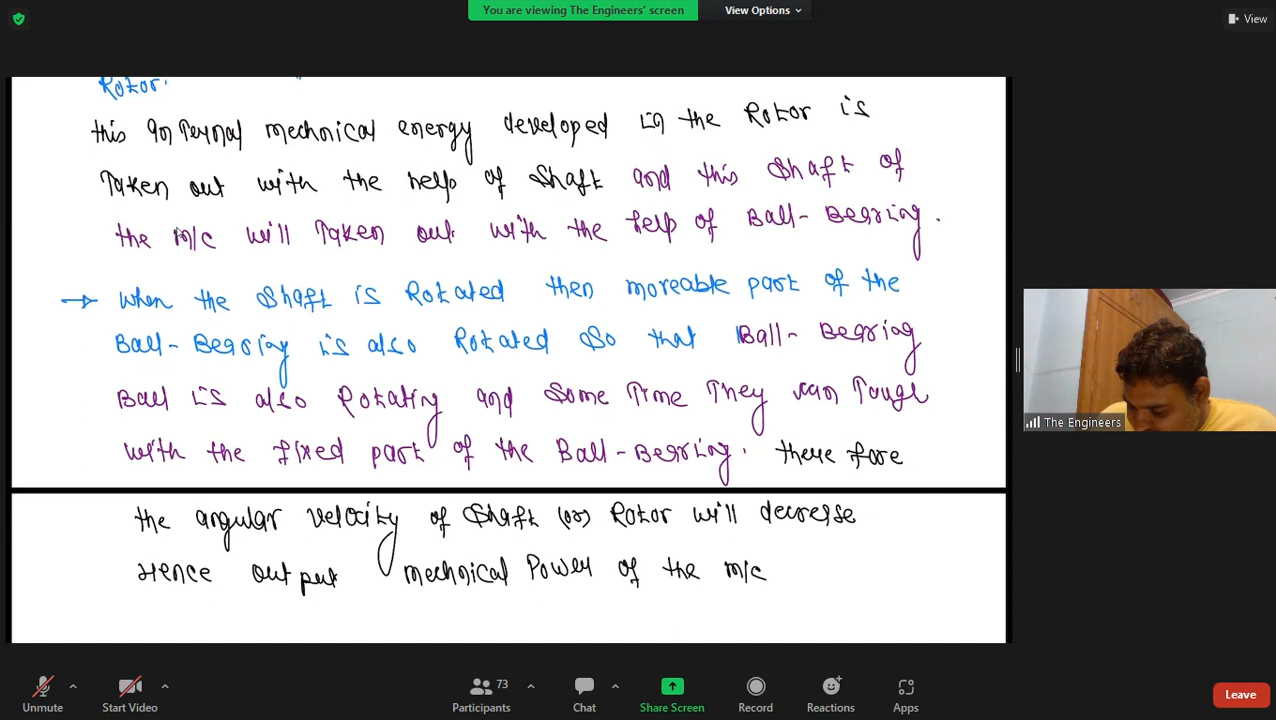 You are viewing The Engineers' screen
View Options
View
Rotor.
this internal mechnical energy developed in the Rotor is
Taken out with the help of Shaft and this Shaft of
the m/c will Taken out with the help of Ball-Bearing.
→ when the Shaft is Rotated then moveable part of the
Ball-Bearing is also Rotated So that Ball-Bearing
Ball is also Rotating and Some Time They can Tough
with the fixed part of the Ball-Bearing. there fore
the angular velocity of Shaft (or) Rotor will decrese
Hence output mechnical Power of the m/c
The Engineers
Unmute
Start Video
73
Participants
Chat
Share Screen
Record
Reactions
Apps
Leave